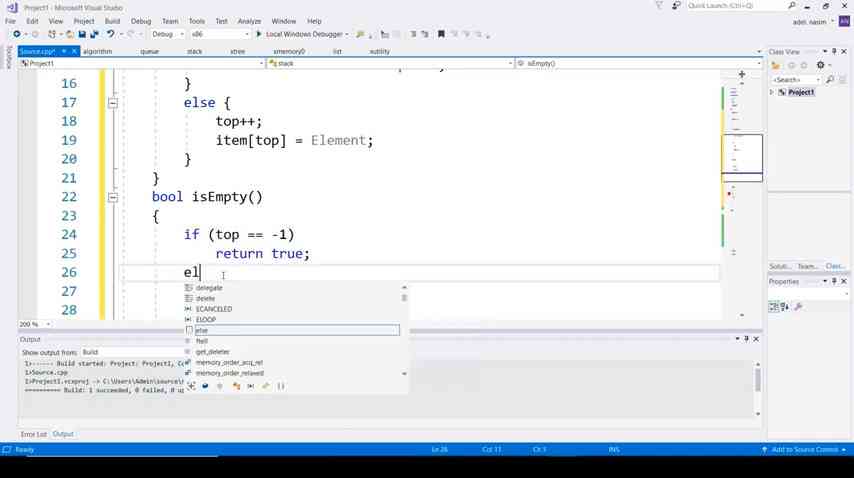 Project1 - Microsoft Visual Studio
Quick Launch (Ctrl+Q)
File Edit View Project Build Debug Team Tools Test Analyze Window Help
adel. nasim AN
Debug x86 Local Windows Debugger
Toolbox
Source.cpp* algorithm queue stack xtree xmemory0 list xutility
Project1 stack isEmpty()
16 }
17 else {
18 top++;
19 item[top] = Element;
20 }
21 }
22 bool isEmpty()
23 {
24 if (top == -1)
25 return true;
26 el
27
28
delegate
delete
ECANCELED
ELOOP
else
ftell
get_deleter
memory_order_acq_rel
memory_order_relaxed
200 %
Output
Show output from: Build
1>------ Build started: Project: Project1, Co
1>Source.cpp
1>Project1.vcxproj -> C:\Users\Admin\source\
========== Build: 1 succeeded, 0 failed, 0 up
Error List Output
Class View
<Search>
Project1
Soluti... Team... Class...
Properties
Ready Ln 26 Col 11 Ch 5 INS Add to Source Control